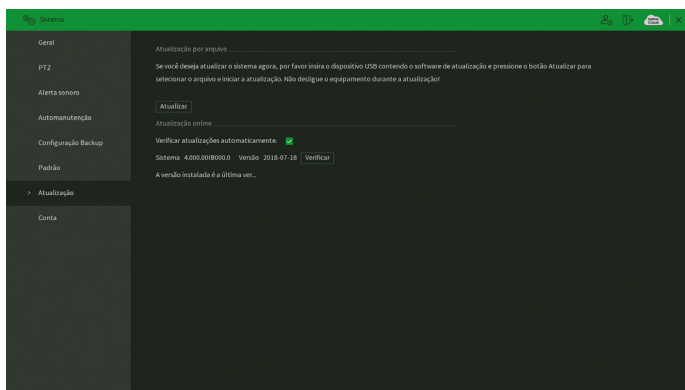 Sistema
Geral
PTZ
Alerta sonoro
Automanutenção
Configuração Backup
Padrão
Atualização
Conta
Atualização por arquivo
Se você deseja atualizar o sistema agora, por favor insira o dispositivo USB contendo o software de atualização e pressione o botão Atualizar para
selecionar o arquivo e iniciar a atualização. Não desligue o equipamento durante a atualização!
Atualizar
Atualização online
Verificar atualizações automaticamente.
Sistema 4.000.00IB000.0 Versão 2018-07-18 Verificar
A versão instalada é a última ver...